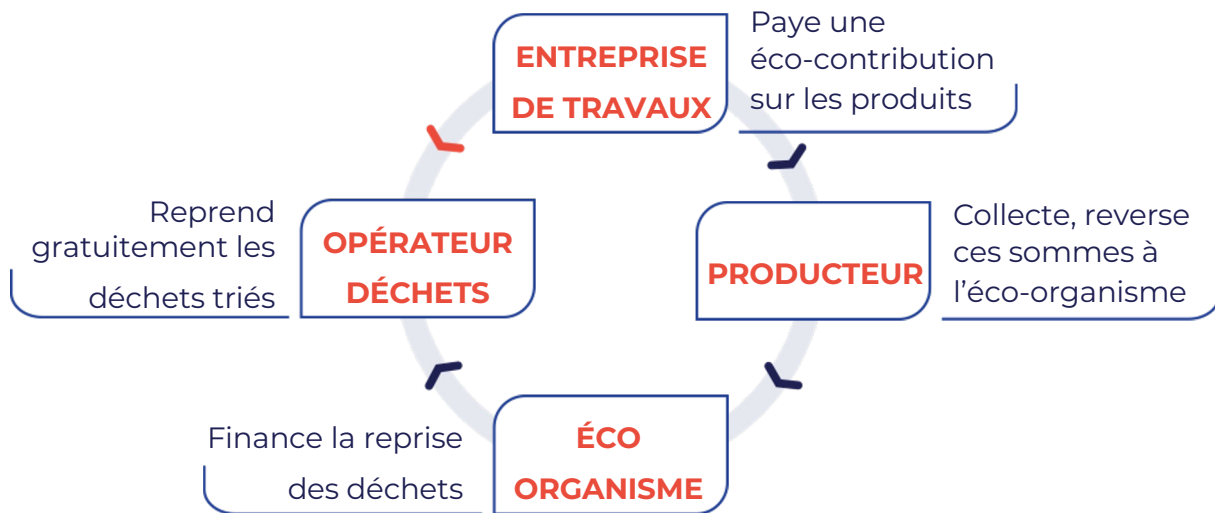 ENTREPRISE
DE TRAVAUX
Paye une
éco-contribution
sur les produits
Reprend
gratuitement les
déchets triés
OPÉRATEUR
DÉCHETS
PRODUCTEUR
Collecte, reverse
ces sommes à
l’éco-organisme
Finance la reprise
des déchets
ÉCO
ORGANISME